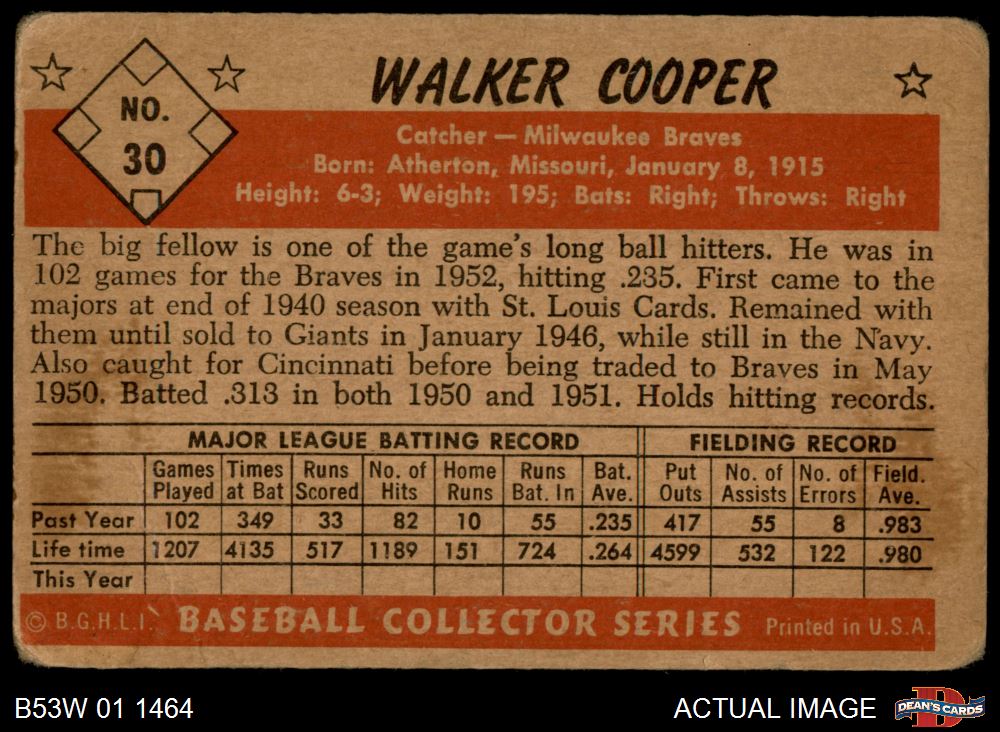 NO.
30
WALKER COOPER
Catcher — Milwaukee Braves
Born: Atherton, Missouri, January 8, 1915
Height: 6-3; Weight: 195; Bats: Right; Throws: Right
The big fellow is one of the game's long ball hitters. He was in
102 games for the Braves in 1952, hitting .235. First came to the
majors at end of 1940 season with St. Louis Cards. Remained with
them until sold to Giants in January 1946, while still in the Navy.
Also caught for Cincinnati before being traded to Braves in May
1950. Batted .313 in both 1950 and 1951. Holds hitting records.
MAJOR LEAGUE BATTING RECORD FIELDING RECORD
Games Times Runs No. of Home Runs Bat. Put No. of No. of Field.
Played at Bat Scored Hits Runs Bat. In Ave. Outs Assists Errors Ave.
Past Year 102 349 33 82 10 55 .235 417 55 8 .983
Life time 1207 4135 517 1189 151 724 .264 4599 532 122 .980
This Year
© B.G.H.L.I. BASEBALL COLLECTOR SERIES Printed in U.S.A.
B53W 01 1464 ACTUAL IMAGE D DEAN'S CARDS